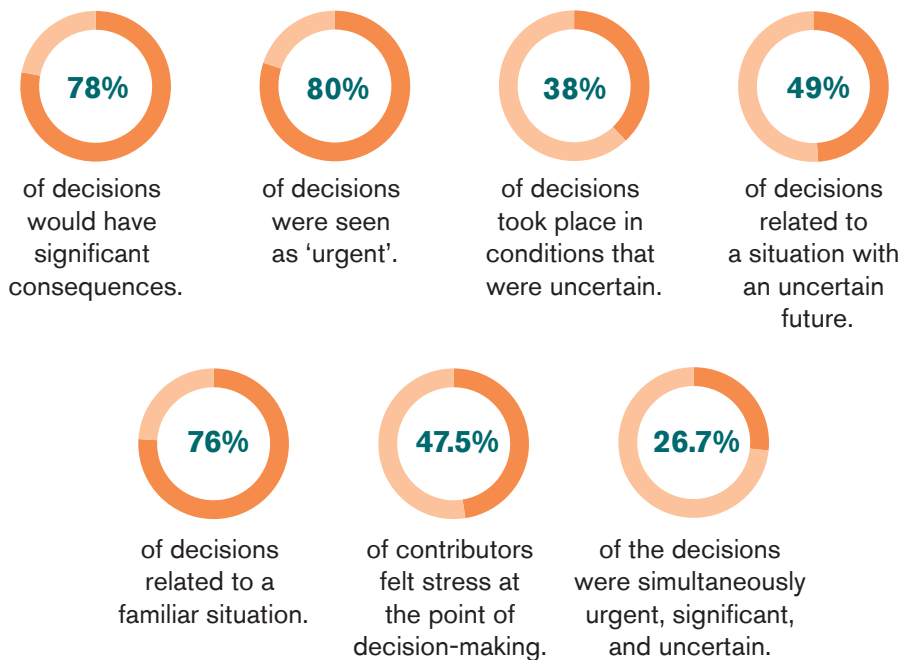 78%
of decisions
would have
significant
consequences.
80%
of decisions
were seen
as ‘urgent’.
38%
of decisions
took place in
conditions that
were uncertain.
49%
of decisions
related to
a situation with
an uncertain
future.
76%
of decisions
related to a
familiar situation.
47.5%
of contributors
felt stress at
the point of
decision-making.
26.7%
of the decisions
were simultaneously
urgent, significant,
and uncertain.